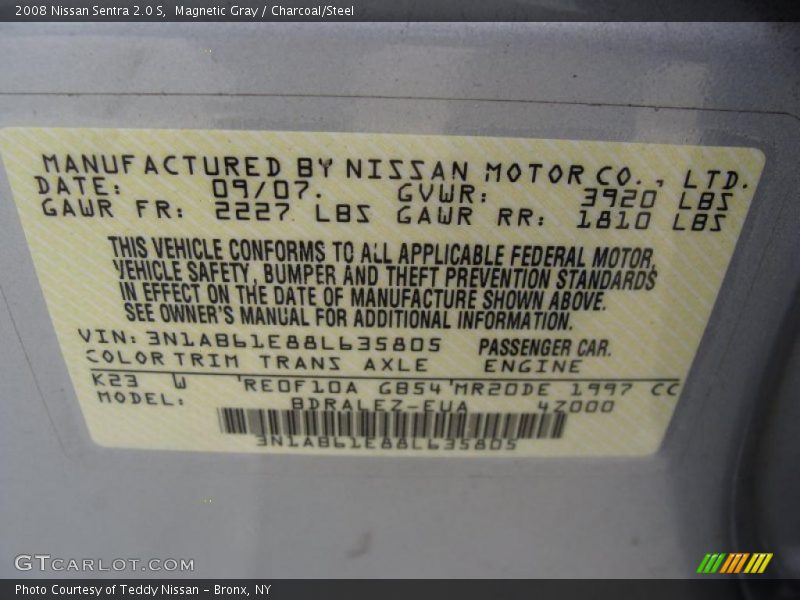 2008 Nissan Sentra 2.0 S, Magnetic Gray / Charcoal/Steel
MANUFACTURED BY NISSAN MOTOR CO., LTD.
DATE: 09/07. GVWR: 3920 LBS
GAWR FR: 2227 LBS GAWR RR: 1810 LBS
THIS VEHICLE CONFORMS TO ALL APPLICABLE FEDERAL MOTOR,
VEHICLE SAFETY, BUMPER AND THEFT PREVENTION STANDARDS
IN EFFECT ON THE DATE OF MANUFACTURE SHOWN ABOVE.
SEE OWNER'S MANUAL FOR ADDITIONAL INFORMATION.
VIN: 3N1AB61E88L635805 PASSENGER CAR.
COLOR TRIM TRANS AXLE ENGINE
K23 W 'RE0F10A GB54'MR20DE 1997 CC
MODEL: BDRALEZ-EUA 4Z000
3N1AB61E88L635805
GTCARLOT.COM
Photo Courtesy of Teddy Nissan - Bronx, NY